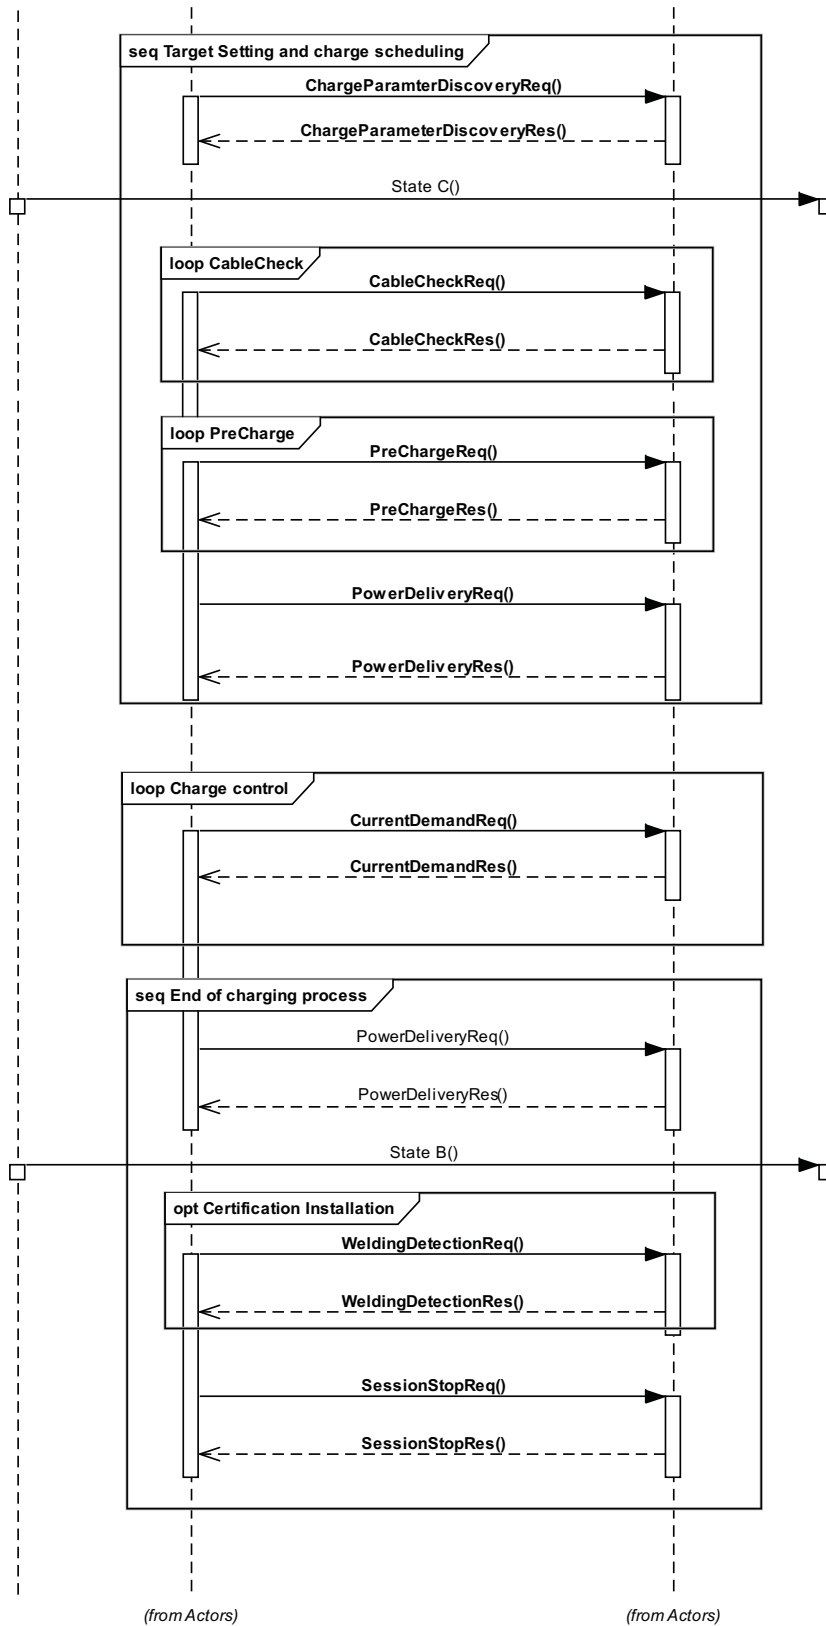 seq Target Setting and charge scheduling
ChargeParamterDiscoveryReq()
ChargeParameterDiscoveryRes()
State C()
loop CableCheck
CableCheckReq()
CableCheckRes()
loop PreCharge
PreChargeReq()
PreChargeRes()
PowerDeliveryReq()
PowerDeliveryRes()
loop Charge control
CurrentDemandReq()
CurrentDemandRes()
seq End of charging process
PowerDeliveryReq()
PowerDeliveryRes()
State B()
opt Certification Installation
WeldingDetectionReq()
WeldingDetectionRes()
SessionStopReq()
SessionStopRes()
(from Actors) (from Actors)